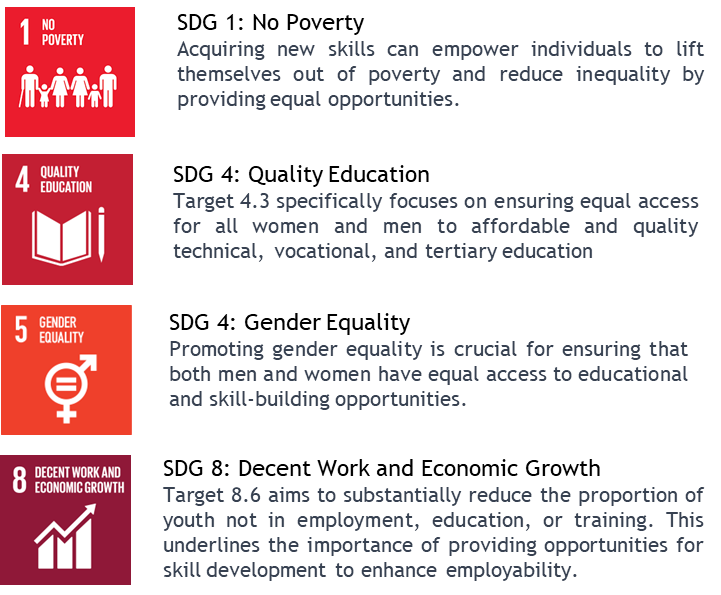 1 NO
POVERTY
SDG 1: No Poverty
Acquiring new skills can empower individuals to lift
themselves out of poverty and reduce inequality by
providing equal opportunities.
4 QUALITY
EDUCATION
SDG 4: Quality Education
Target 4.3 specifically focuses on ensuring equal access
for all women and men to affordable and quality
technical, vocational, and tertiary education
5 GENDER
EQUALITY
SDG 4: Gender Equality
Promoting gender equality is crucial for ensuring that
both men and women have equal access to educational
and skill-building opportunities.
8 DECENT WORK AND
ECONOMIC GROWTH
SDG 8: Decent Work and Economic Growth
Target 8.6 aims to substantially reduce the proportion of
youth not in employment, education, or training. This
underlines the importance of providing opportunities for
skill development to enhance employability.